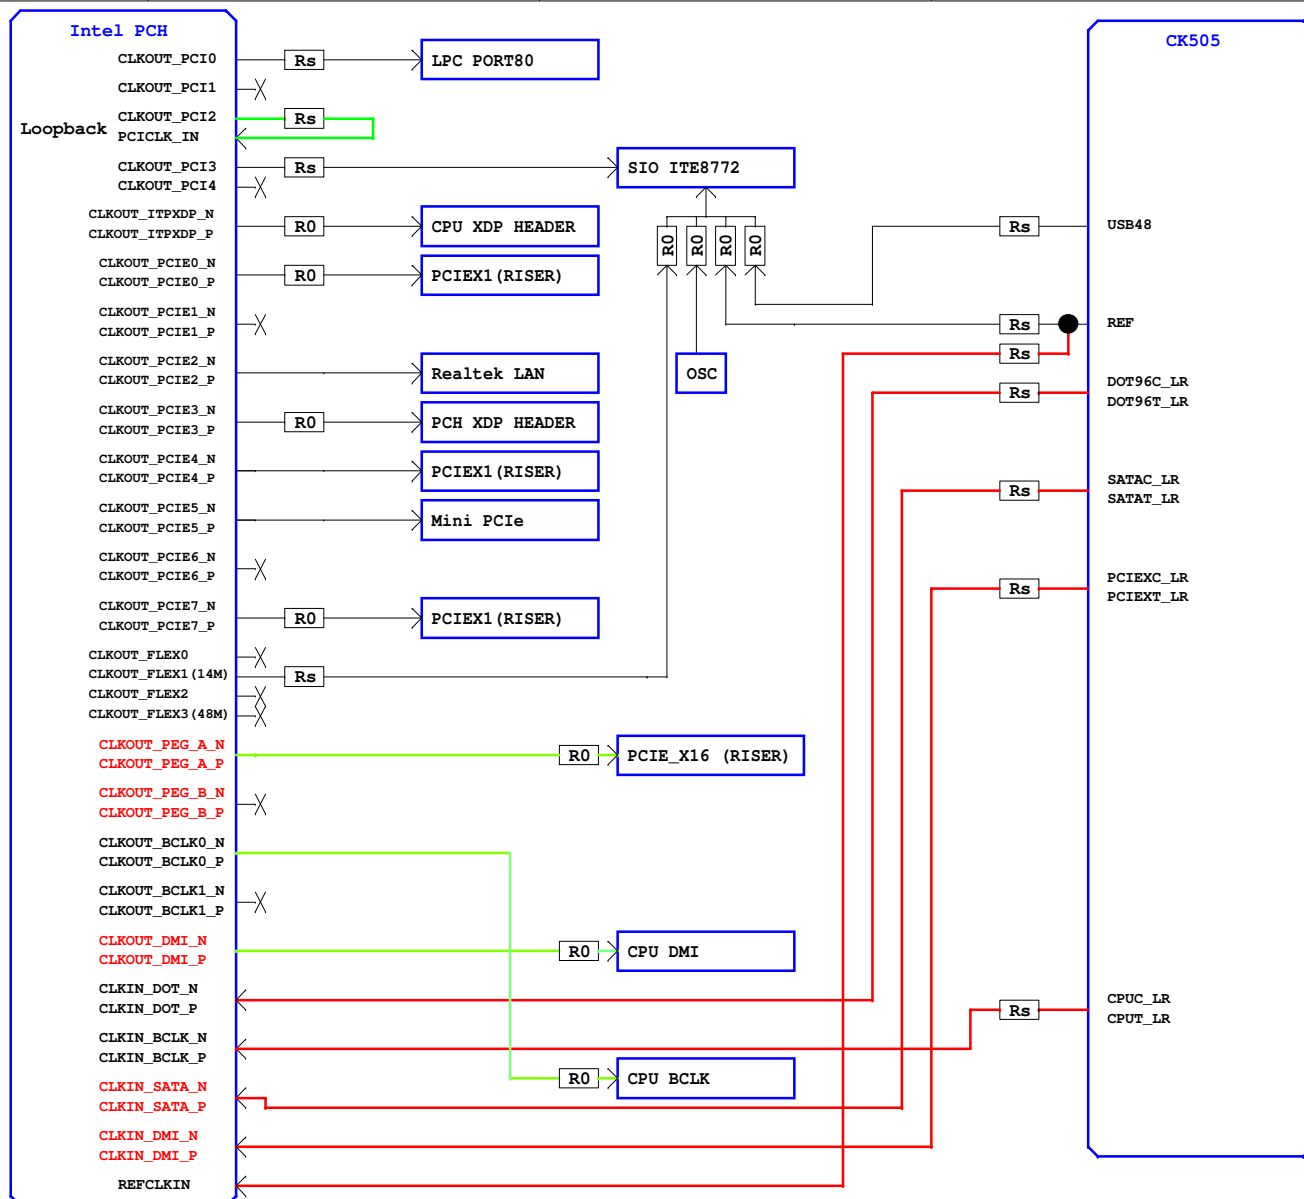 Intel PCH
CK505
CLKOUT_PCI0
Rs
LPC PORT80
CLKOUT_PCI1
CLKOUT_PCI2
Rs
Loopback
PCICLK_IN
CLKOUT_PCI3
Rs
SIO ITE8772
CLKOUT_PCI4
CLKOUT_ITPXDP_N
CLKOUT_ITPXDP_P
R0
CPU XDP HEADER
R0
R0
R0
R0
Rs
USB48
CLKOUT_PCIE0_N
CLKOUT_PCIE0_P
R0
PCIEX1(RISER)
CLKOUT_PCIE1_N
CLKOUT_PCIE1_P
Rs
REF
Rs
CLKOUT_PCIE2_N
CLKOUT_PCIE2_P
Realtek LAN
OSC
Rs
DOT96C_LR
DOT96T_LR
CLKOUT_PCIE3_N
CLKOUT_PCIE3_P
R0
PCH XDP HEADER
CLKOUT_PCIE4_N
CLKOUT_PCIE4_P
PCIEX1(RISER)
Rs
SATAC_LR
SATAT_LR
CLKOUT_PCIE5_N
CLKOUT_PCIE5_P
Mini PCIe
CLKOUT_PCIE6_N
CLKOUT_PCIE6_P
Rs
PCIEXC_LR
PCIEXT_LR
CLKOUT_PCIE7_N
CLKOUT_PCIE7_P
R0
PCIEX1(RISER)
CLKOUT_FLEX0
CLKOUT_FLEX1(14M)
Rs
CLKOUT_FLEX2
CLKOUT_FLEX3(48M)
CLKOUT_PEG_A_N
CLKOUT_PEG_A_P
R0
PCIE_X16 (RISER)
CLKOUT_PEG_B_N
CLKOUT_PEG_B_P
CLKOUT_BCLK0_N
CLKOUT_BCLK0_P
CLKOUT_BCLK1_N
CLKOUT_BCLK1_P
CLKOUT_DMI_N
CLKOUT_DMI_P
R0
CPU DMI
CLKIN_DOT_N
CLKIN_DOT_P
Rs
CPUC_LR
CPUT_LR
CLKIN_BCLK_N
CLKIN_BCLK_P
R0
CPU BCLK
CLKIN_SATA_N
CLKIN_SATA_P
CLKIN_DMI_N
CLKIN_DMI_P
REFCLKIN